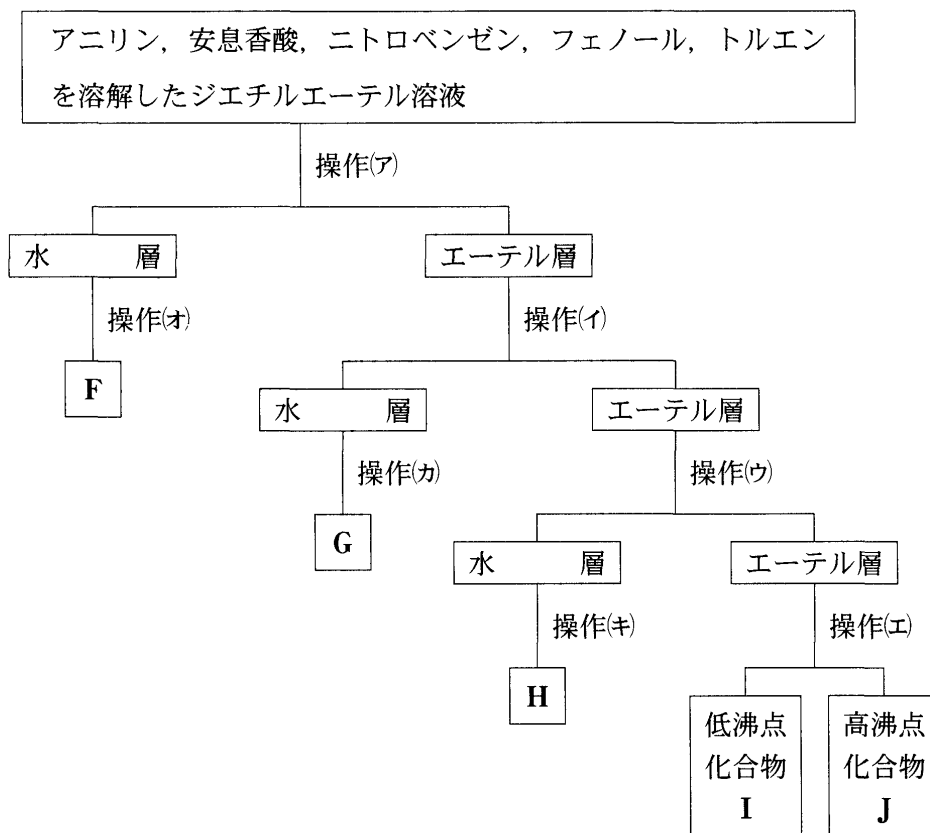 アニリン，安息香酸，ニトロベンゼン，フェノール，トルエン
を溶解したジエチルエーテル溶液
操作(ア)
水　　層
エーテル層
操作(オ)
操作(イ)
F
水　　層
エーテル層
操作(カ)
操作(ウ)
G
水　　層
エーテル層
操作(キ)
操作(エ)
H
低沸点
化合物
I
高沸点
化合物
J